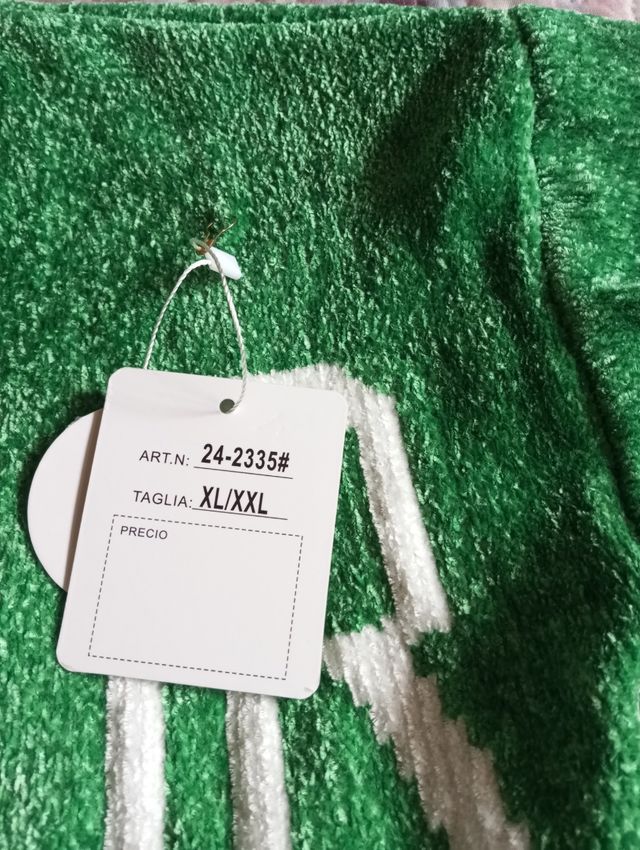 ART.N: 24-2335#
TAGLIA: XL/XXL
PRECIO